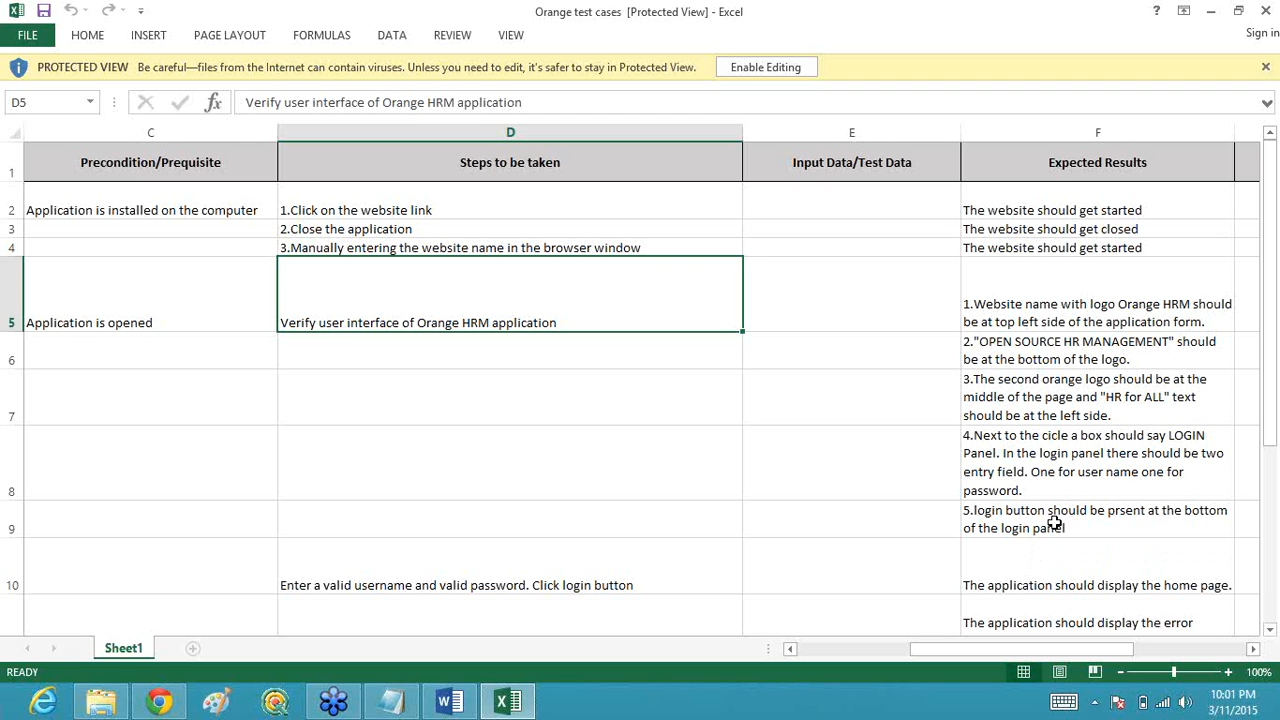 Orange test cases [Protected View] - Excel
?
FILE HOME INSERT PAGE LAYOUT FORMULAS DATA REVIEW VIEW Sign in
PROTECTED VIEW Be careful—files from the Internet can contain viruses. Unless you need to edit, it's safer to stay in Protected View. Enable Editing
D5 fx Verify user interface of Orange HRM application
C D E F
1 Precondition/Prequisite Steps to be taken Input Data/Test Data Expected Results
2 Application is installed on the computer 1.Click on the website link The website should get started
3 2.Close the application The website should get closed
4 3.Manually entering the website name in the browser window The website should get started
1.Website name with logo Orange HRM should
5 Application is opened Verify user interface of Orange HRM application be at top left side of the application form.
2."OPEN SOURCE HR MANAGEMENT" should
6 be at the bottom of the logo.
3.The second orange logo should be at the
middle of the page and "HR for ALL" text
7 should be at the left side.
4.Next to the cicle a box should say LOGIN
Panel. In the login panel there should be two
entry field. One for user name one for
8 password.
5.login button should be prsent at the bottom
9 of the login panel
10 Enter a valid username and valid password. Click login button The application should display the home page.
The application should display the error
Sheet1
READY 100%
10:01 PM
3/11/2015